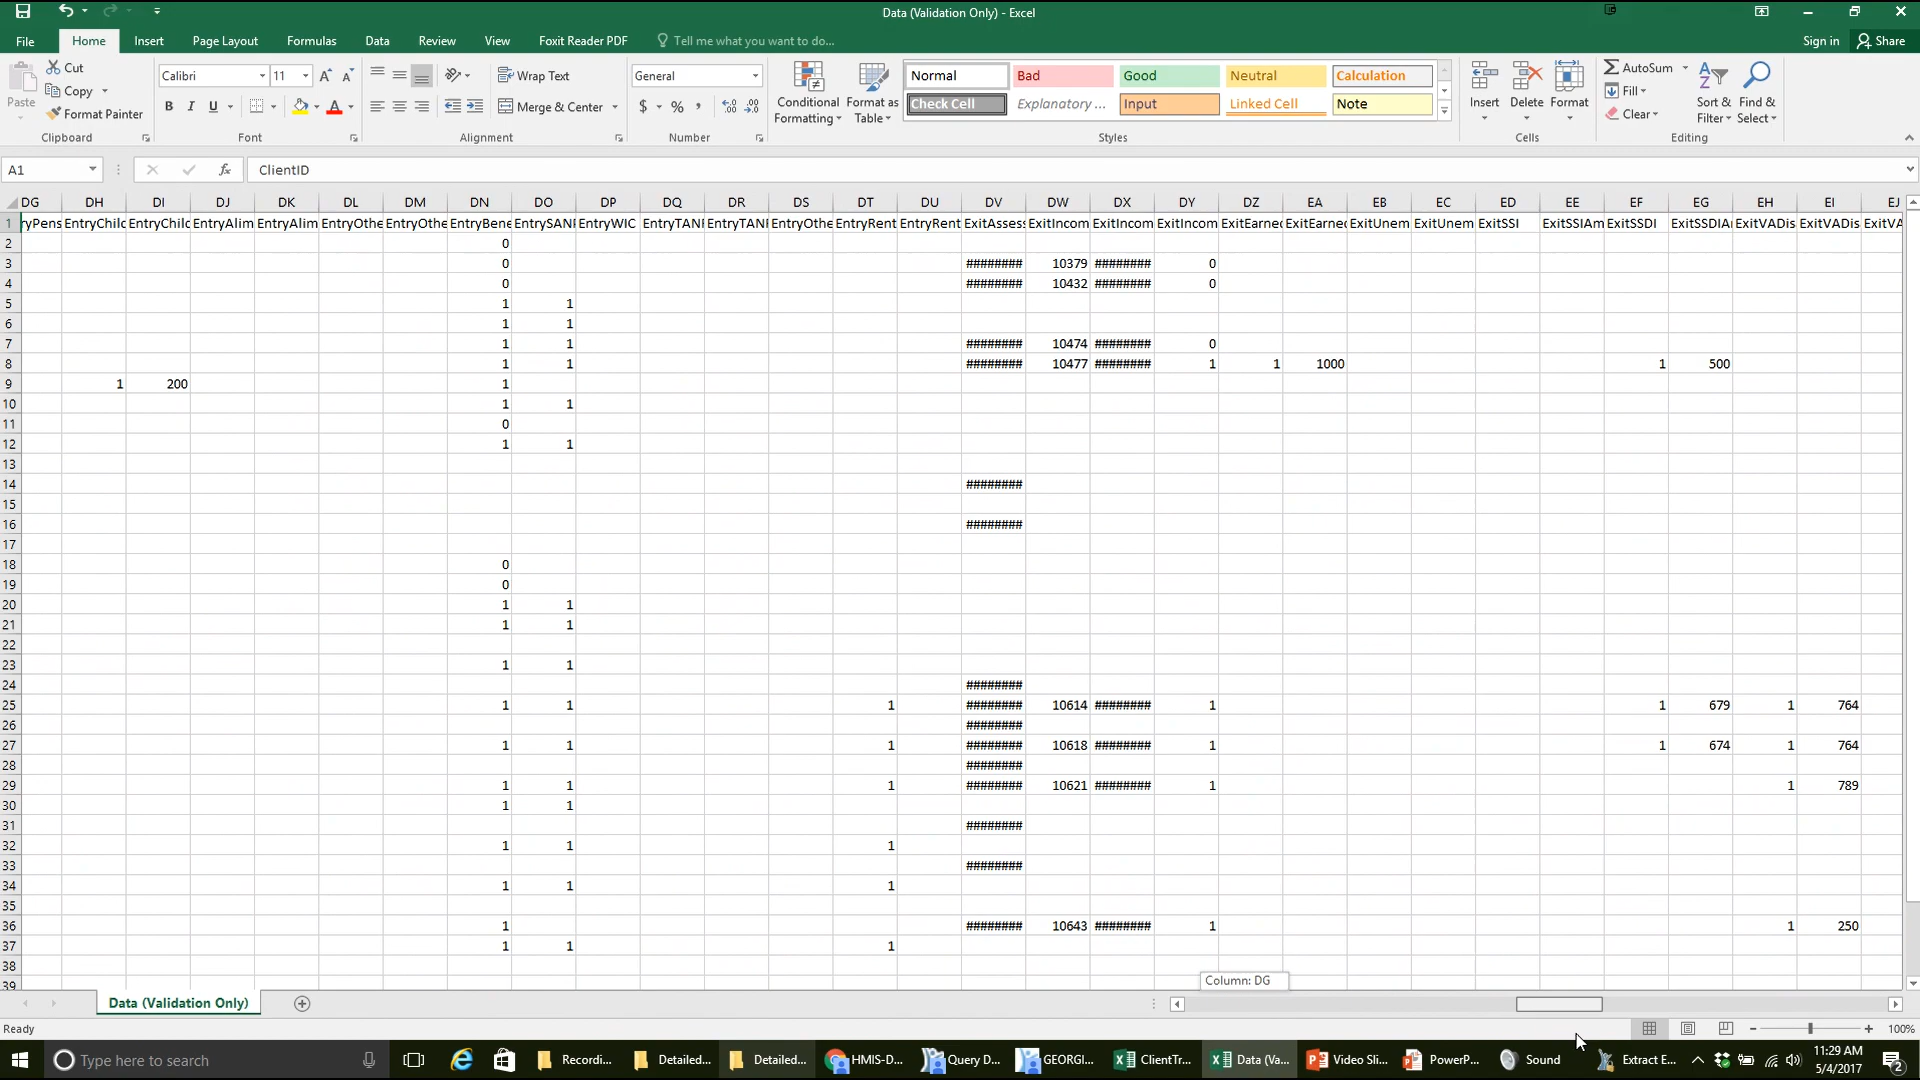 Data (Validation Only) - Excel
File Home Insert Page Layout Formulas Data Review View Foxit Reader PDF Tell me what you want to do... Sign in Share
Paste Cut Copy Format Painter Clipboard
Calibri 11 B I U Font
Wrap Text Merge & Center Alignment
General $ % , Number
Conditional Formatting Format as Table
Normal Bad Good Neutral Calculation
Check Cell Explanatory ... Input Linked Cell Note
Styles
Insert Delete Format Cells
AutoSum Fill Clear Sort & Filter Find & Select Editing
A1 fx ClientID
DG DH DI DJ DK DL DM DN DO DP DQ DR DS DT DU DV DW DX DY DZ EA EB EC ED EE EF EG EH EI EJ
1 ryPens EntryChild EntryChild EntryAlim EntryAlim EntryOthe EntryOthe EntryBene EntrySANF EntryWIC EntryTANF EntryTANF EntryOthe EntryRent EntryRent ExitAssess ExitIncom ExitIncom ExitIncom ExitEarned ExitEarned ExitUnem ExitUnem ExitSSI ExitSSIAm ExitSSDI ExitSSDIA ExitVADis ExitVADis ExitVA
2 0
3 0 ######## 10379 ######## 0
4 0 ######## 10432 ######## 0
5 1 1
6 1 1
7 1 1 ######## 10474 ######## 0
8 1 1 ######## 10477 ######## 1 1 1000 1 500
9 1 200 1
10 1 1
11 0
12 1 1
13
14 ########
15
16 ########
17
18 0
19 0
20 1 1
21 1 1
22
23 1 1
24 ########
25 1 1 1 ######## 10614 ######## 1 1 679 1 764
26 ########
27 1 1 1 ######## 10618 ######## 1 1 674 1 764
28 ########
29 1 1 1 ######## 10621 ######## 1 1 789
30 1 1
31 ########
32 1 1 1
33 ########
34 1 1 1
35
36 1 ######## 10643 ######## 1 1 250
37 1 1 1
38
39
Column: DG
Data (Validation Only)
Ready 100%
Type here to search Recordi... Detailed... Detailed... HMIS-D... Query D... GEORGI... ClientTr... Data (Va... Video Sli... PowerP... Sound Extract E... 11:29 AM
5/4/2017 2